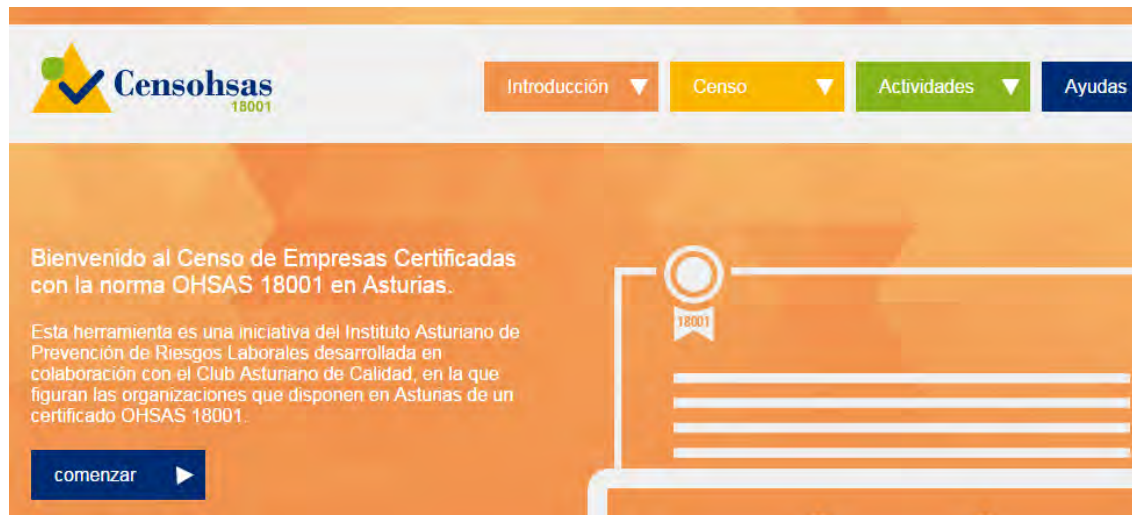 Censohsas
18001
Introducción
Censo
Actividades
Ayudas
Bienvenido al Censo de Empresas Certificadas
con la norma OHSAS 18001 en Asturias.
Esta herramienta es una iniciativa del Instituto Asturiano de
Prevención de Riesgos Laborales desarrollada en
colaboración con el Club Asturiano de Calidad, en la que
figuran las organizaciones que disponen en Asturias de un
certificado OHSAS 18001.
comenzar
18001